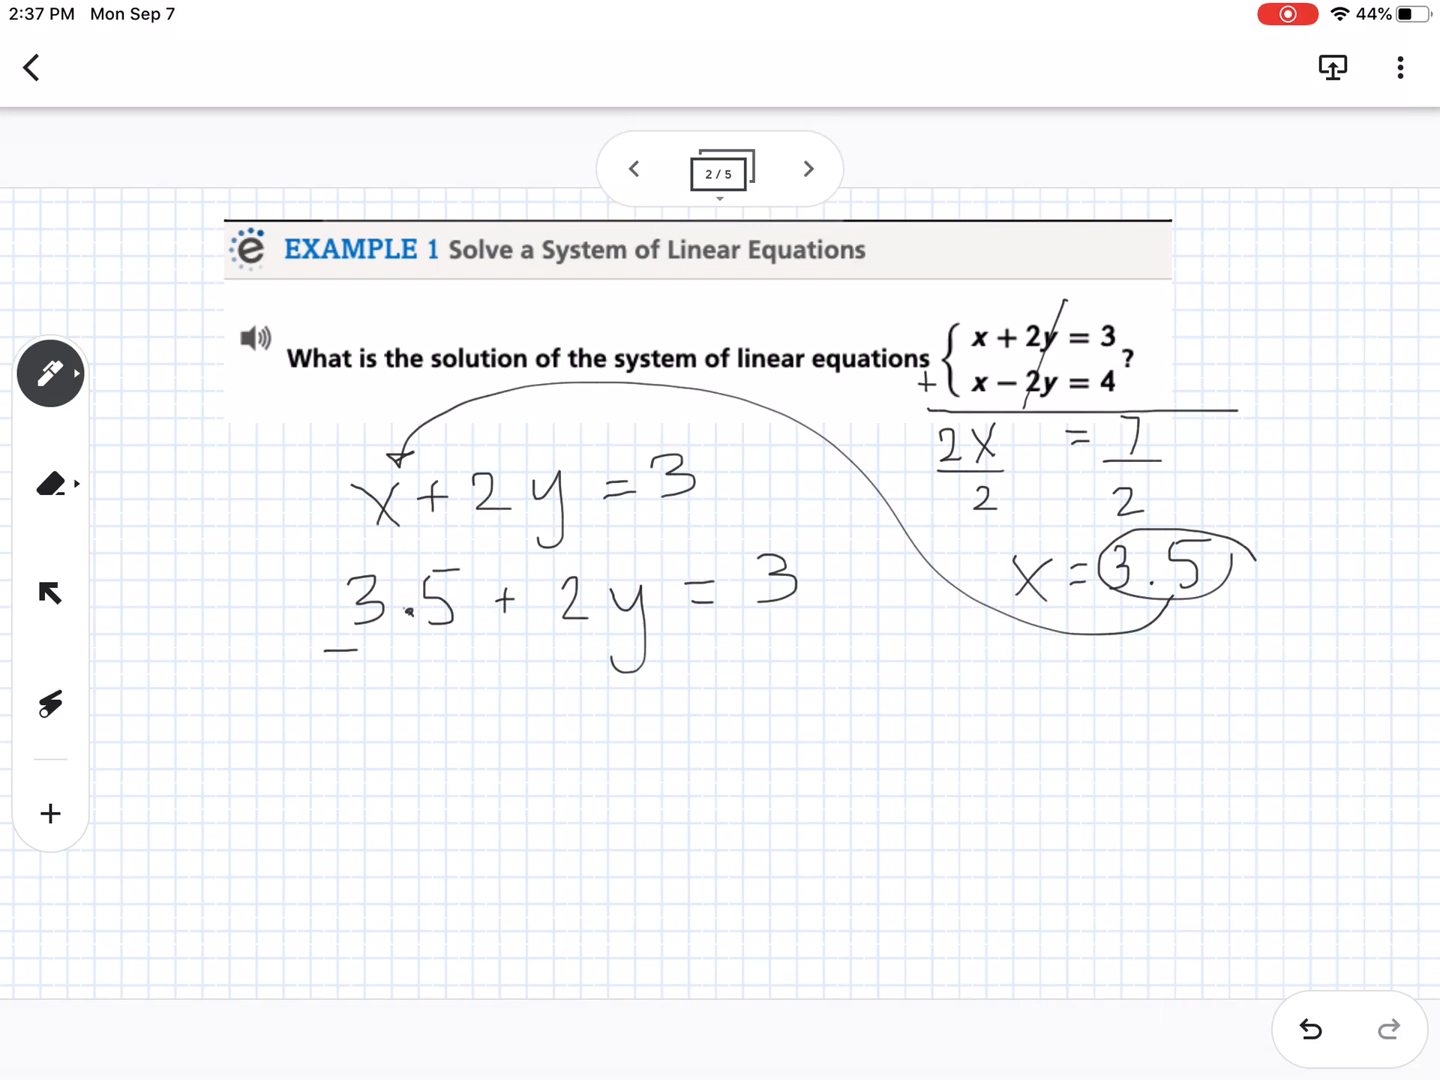 2:37 PM Mon Sep 7
44%
2 / 5
e EXAMPLE 1 Solve a System of Linear Equations
What is the solution of the system of linear equations { x + 2y = 3
x − 2y = 4 ?
+
2x = 7
2 2
x = 3.5
x + 2y = 3
3.5 + 2y = 3
−